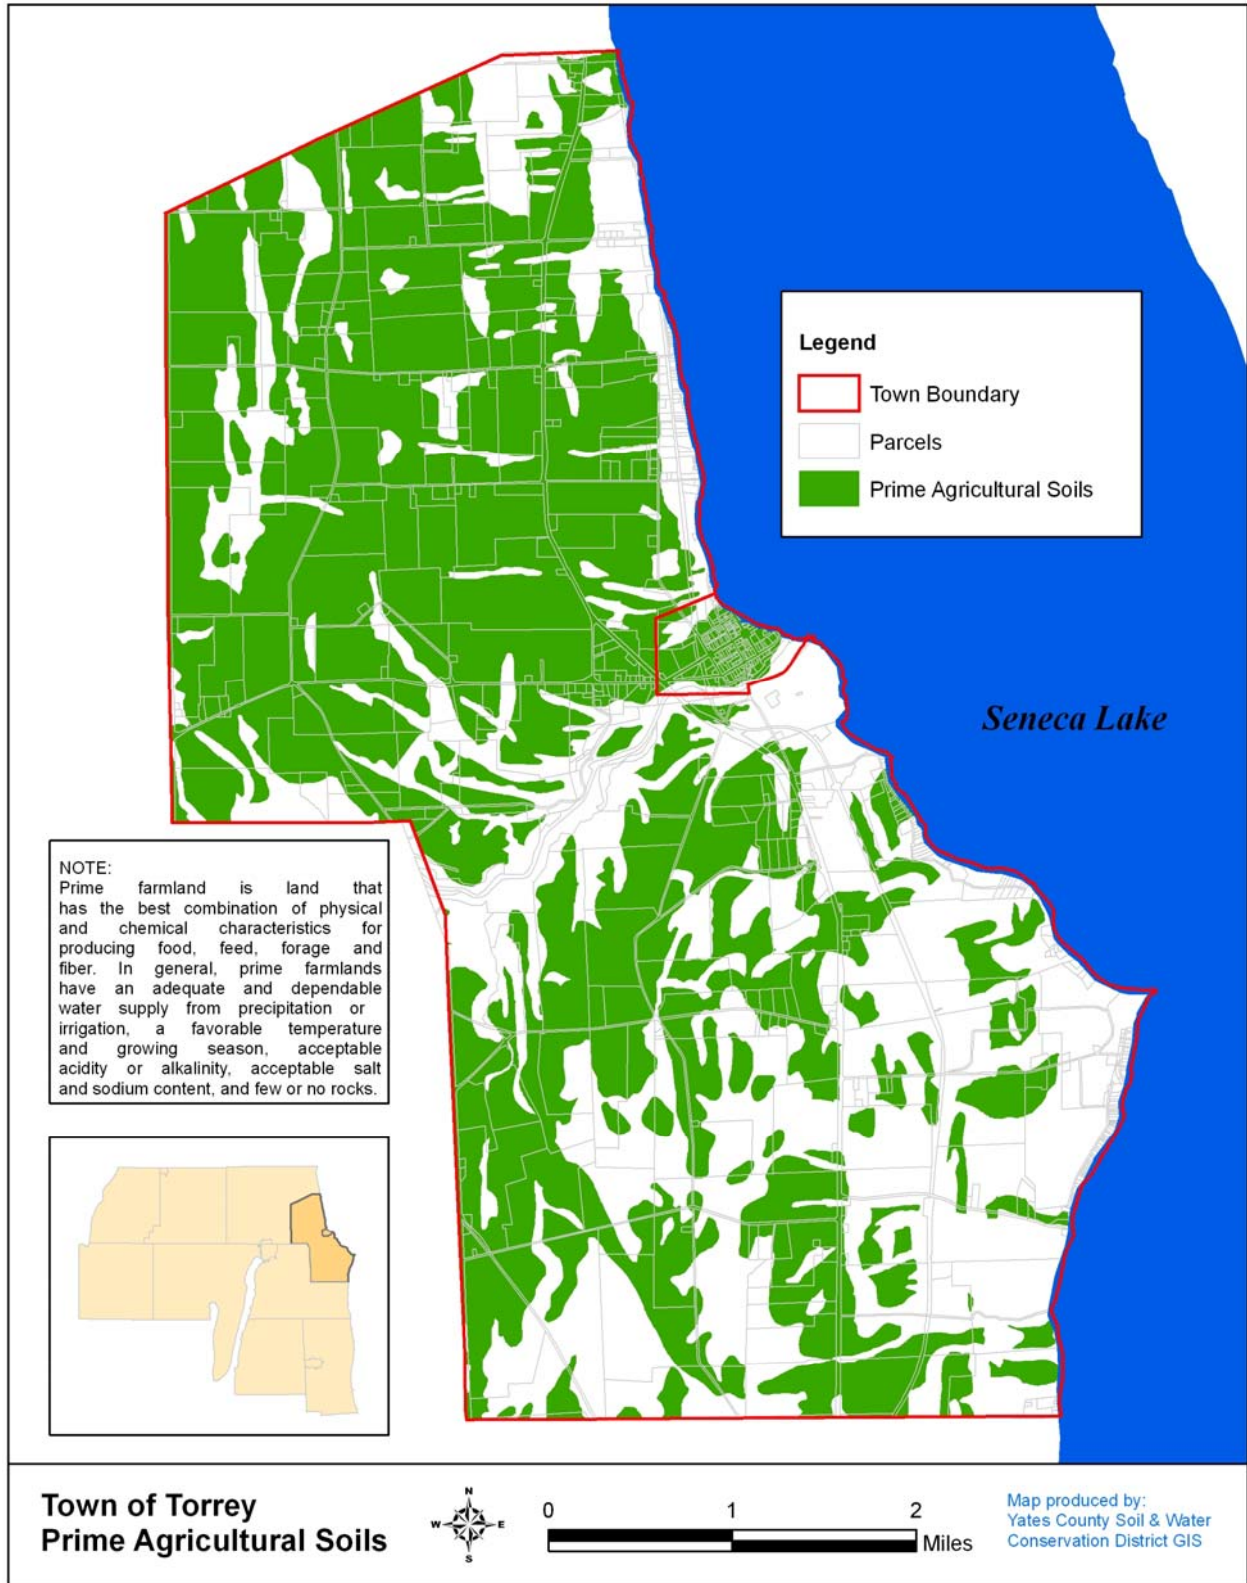 Legend
Town Boundary
Parcels
Prime Agricultural Soils
Seneca Lake
NOTE:
Prime farmland is land that
has the best combination of physical
and chemical characteristics for
producing food, feed, forage and
fiber. In general, prime farmlands
have an adequate and dependable
water supply from precipitation or
irrigation, a favorable temperature
and growing season, acceptable
acidity or alkalinity, acceptable salt
and sodium content, and few or no rocks.
Town of Torrey
Prime Agricultural Soils
N
W E
S
0 1 2
Miles
Map produced by:
Yates County Soil & Water
Conservation District GIS